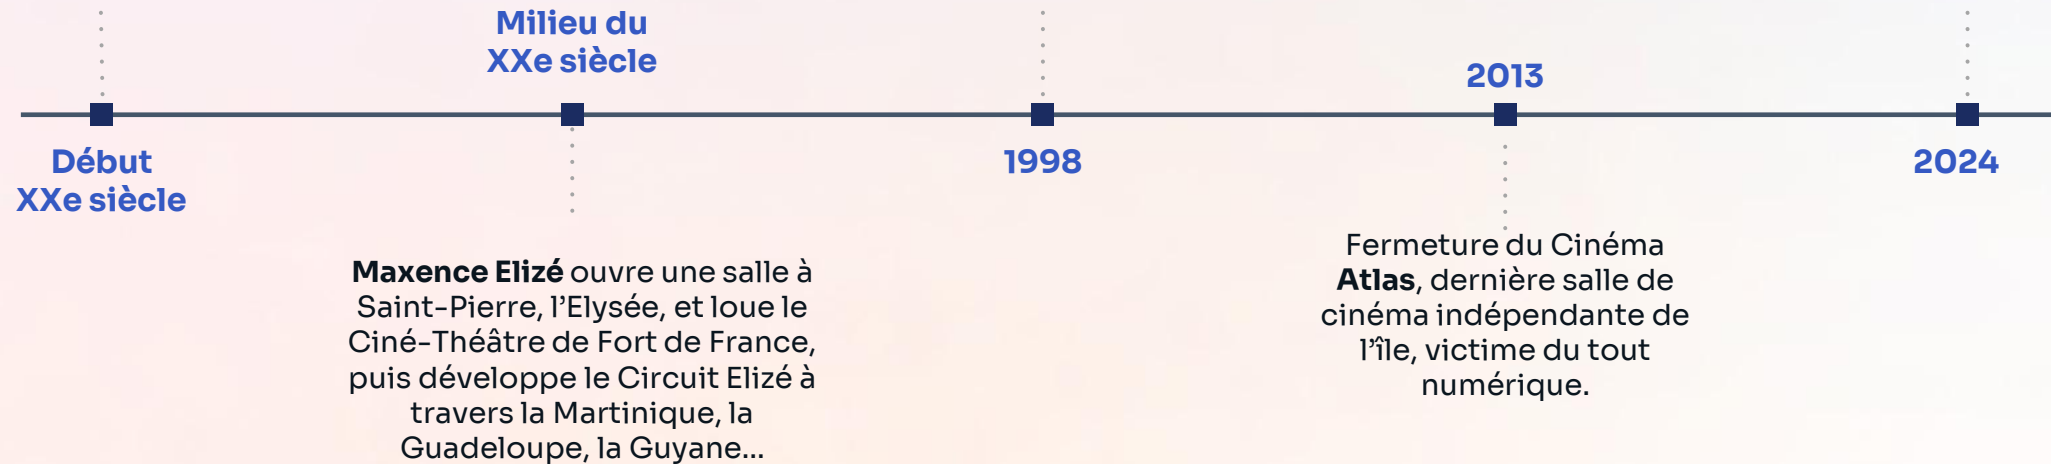 Milieu du
XXe siècle
2013
Début
XXe siècle
1998
2024
Maxence Elizé ouvre une salle à
Saint-Pierre, l’Elysée, et loue le
Ciné-Théâtre de Fort de France,
puis développe le Circuit Elizé à
travers la Martinique, la
Guadeloupe, la Guyane...
Fermeture du Cinéma
Atlas, dernière salle de
cinéma indépendante de
l’île, victime du tout
numérique.